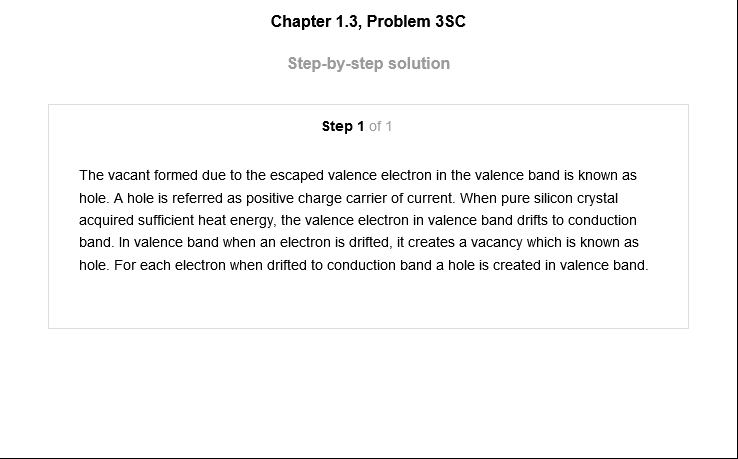 Chapter 1.3, Problem 3SC
Step-by-step solution
Step 1 of 1
The vacant formed due to the escaped valence electron in the valence band is known as
hole. A hole is referred as positive charge carrier of current. When pure silicon crystal
acquired sufficient heat energy, the valence electron in valence band drifts to conduction
band. In valence band when an electron is drifted, it creates a vacancy which is known as
hole. For each electron when drifted to conduction band a hole is created in valence band.